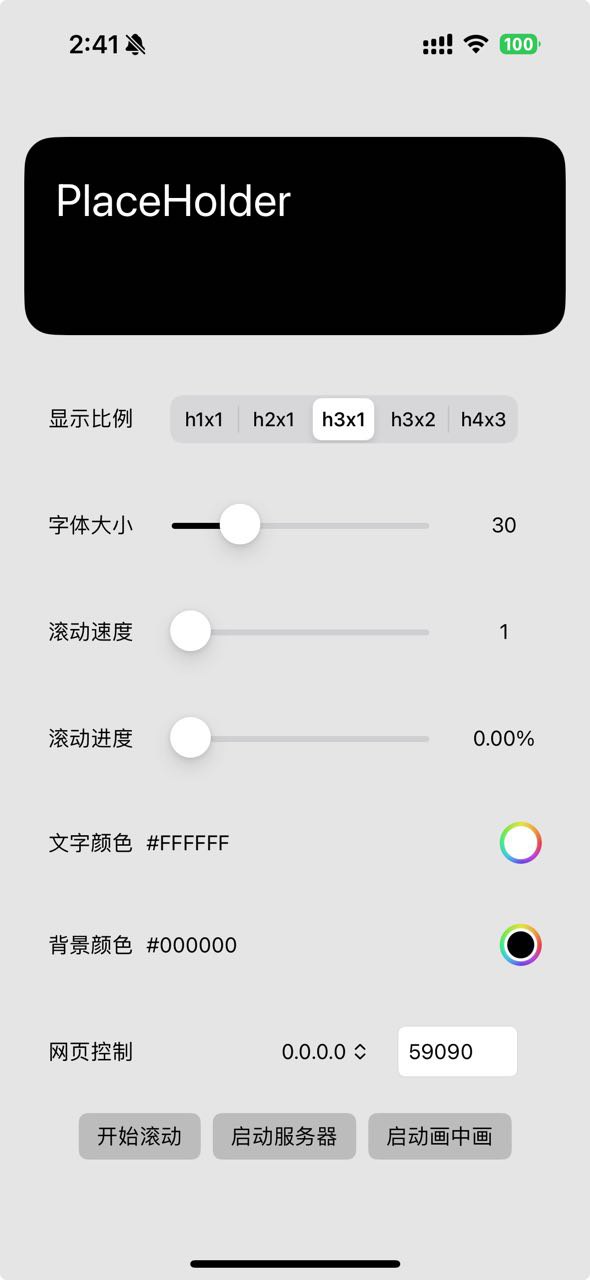 2:41 100
PlaceHolder
显示比例 h1x1 h2x1 h3x1 h3x2 h4x3
字体大小 30
滚动速度 1
滚动进度 0.00%
文字颜色 #FFFFFF
背景颜色 #000000
网页控制 0.0.0.0 59090
开始滚动 启动服务器 启动画中画